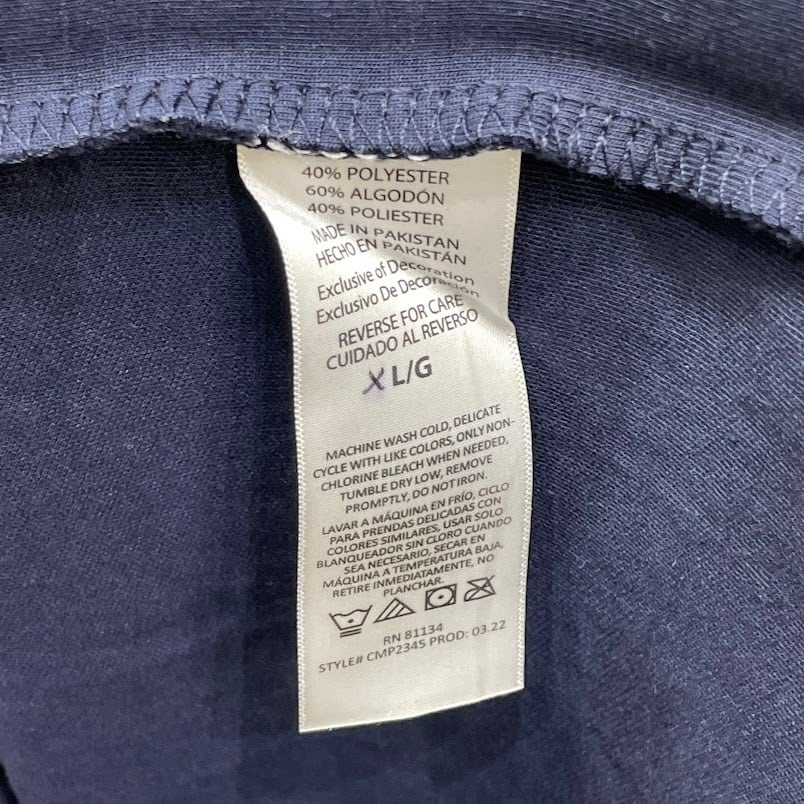 40% POLYESTER
60% ALGODÓN
40% POLIESTER
MADE IN PAKISTAN
HECHO EN PAKISTÁN
Exclusive of Decoration
Exclusivo De Decoración
REVERSE FOR CARE
CUIDADO AL REVERSO
X L/G
MACHINE WASH COLD, DELICATE
CYCLE WITH LIKE COLORS, ONLY NON-
CHLORINE BLEACH WHEN NEEDED,
TUMBLE DRY LOW, REMOVE
PROMPTLY, DO NOT IRON.
LAVAR A MÁQUINA EN FRÍO, CICLO
PARA PRENDAS DELICADAS CON
COLORES SIMILARES, USAR SOLO
BLANQUEADOR SIN CLORO CUANDO
SEA NECESARIO, SECAR EN
MÁQUINA A TEMPERATURA BAJA,
RETIRE INMEDIATAMENTE, NO
PLANCHAR.
RN 81134
STYLE# CMP2345 PROD: 03.22